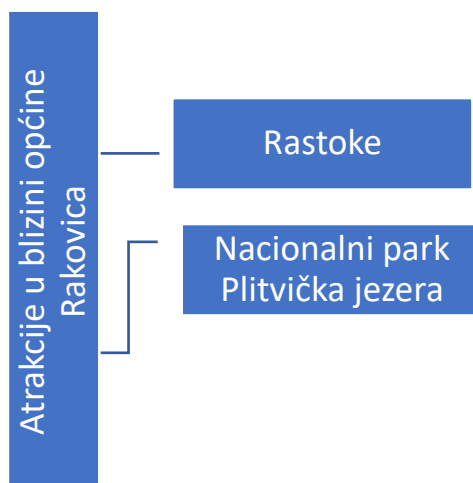 Atrakcije u blizini općine
Rakovica
Rastoke
Nacionalni park
Plitvička jezera